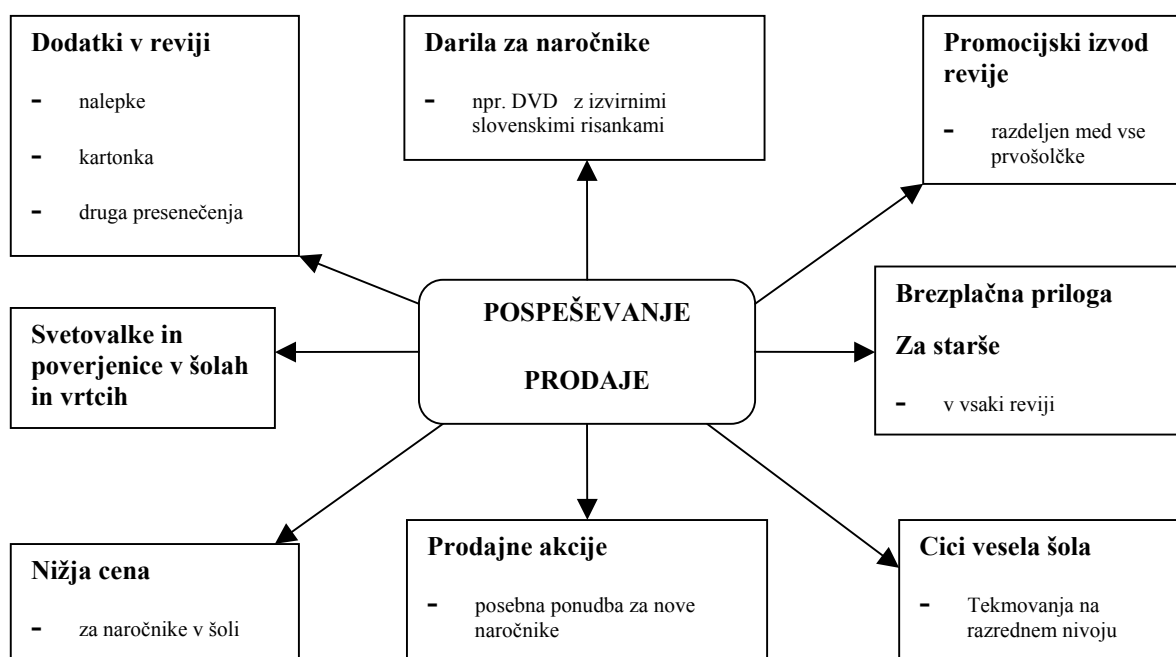 Dodatki v reviji
- nalepke
- kartonka
- druga presenečenja
Darila za naročnike
- npr. DVD z izvirnimi
slovenskimi risankami
Promocijski izvod
revije
- razdeljen med vse
prvošolčke
Svetovalke in
poverjenice v šolah
in vrtcih
POSPEŠEVANJE
PRODAJE
Brezplačna priloga
Za starše
- v vsaki reviji
Nižja cena
- za naročnike v šoli
Prodajne akcije
- posebna ponudba za nove
naročnike
Cici vesela šola
- Tekmovanja na
razrednem nivoju